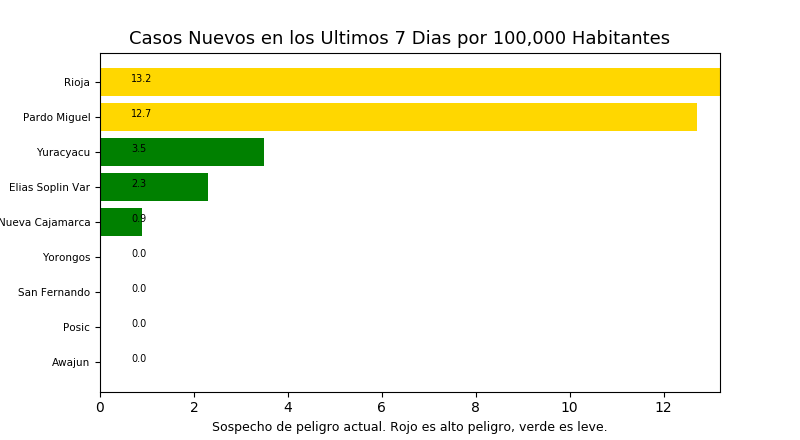 Casos Nuevos en los Ultimos 7 Dias por 100,000 Habitantes
Rioja 13.2
Pardo Miguel 12.7
Yuracyacu 3.5
Elias Soplin Var 2.3
Nueva Cajamarca 0.9
Yorongos 0.0
San Fernando 0.0
Posic 0.0
Awajun 0.0
0 2 4 6 8 10 12
Sospecho de peligro actual. Rojo es alto peligro, verde es leve.